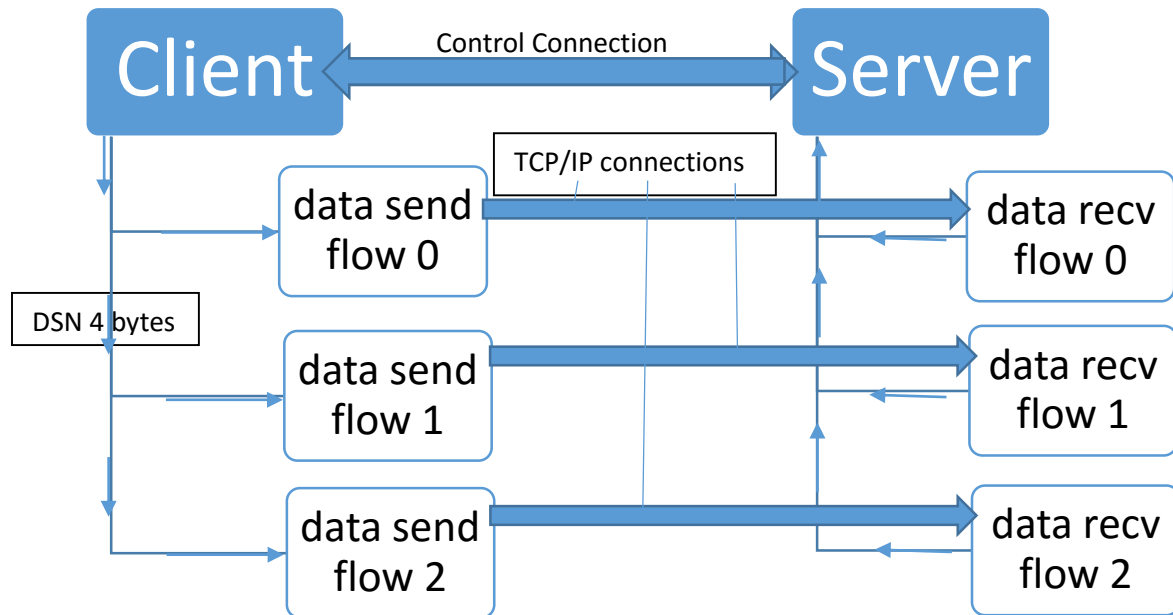 Client
Control Connection
Server
TCP/IP connections
data send
flow 0
data recv
flow 0
DSN 4 bytes
data send
flow 1
data recv
flow 1
data send
flow 2
data recv
flow 2